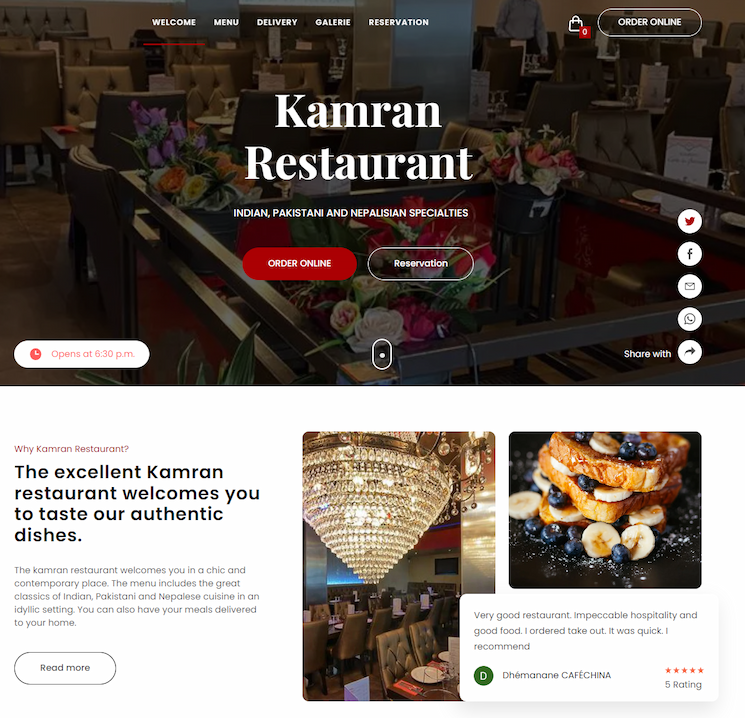 WELCOME MENU DELIVERY GALERIE RESERVATION
0
ORDER ONLINE
Kamran
Restaurant
INDIAN, PAKISTANI AND NEPALISIAN SPECIALTIES
ORDER ONLINE
Reservation
Opens at 6:30 p.m.
Share with
Why Kamran Restaurant?
The excellent Kamran
restaurant welcomes you
to taste our authentic
dishes.
The kamran restaurant welcomes you in a chic and
contemporary place. The menu includes the great
classics of Indian, Pakistani and Nepalese cuisine in an
idyllic setting. You can also have your meals delivered
to your home.
Read more
Very good restaurant. Impeccable hospitality and
good food. I ordered take out. It was quick. I
recommend
D
Dhémanane CAFÉCHINA
5 Rating